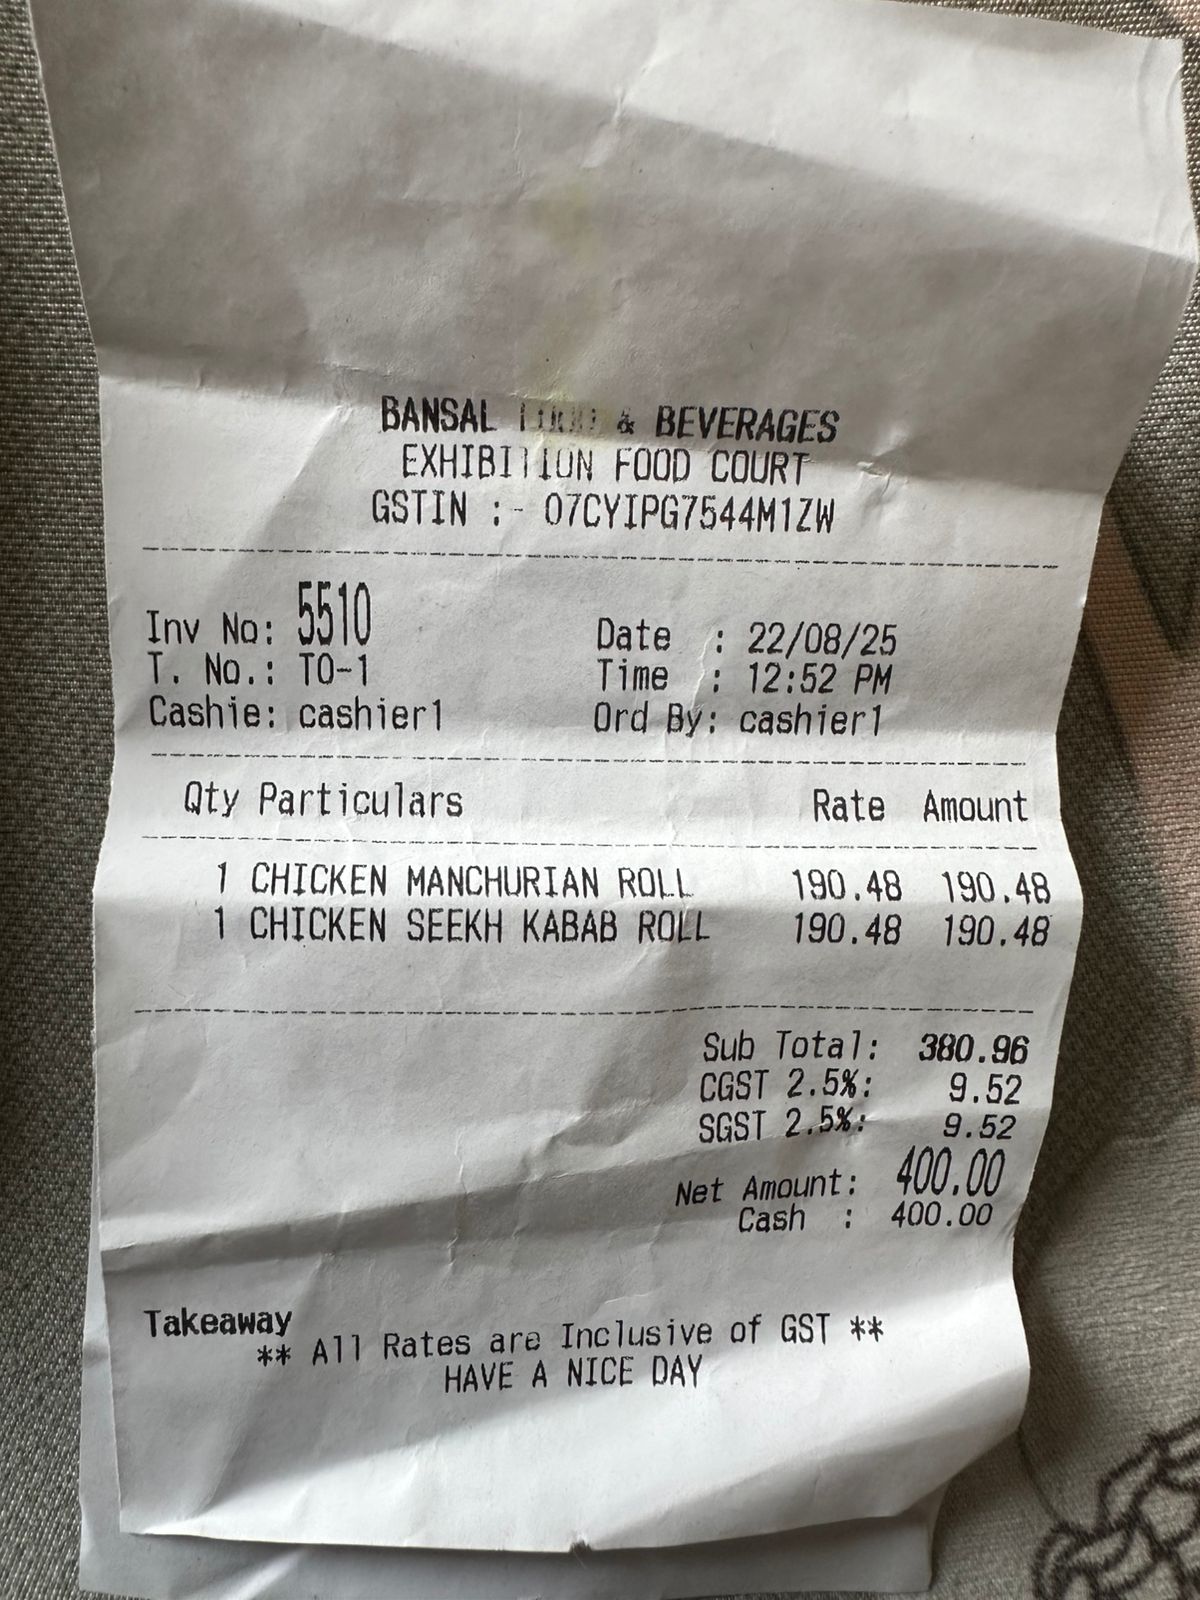 BANSAL & BEVERAGES
EXHIBITION FOOD COURT
GSTIN :- 07CYIPG7544M1ZW
Inv No: 5510 Date : 22/08/25
T. No.: TO-1 Time : 12:52 PM
Cashie: cashier1 Ord By: cashier1
Qty Particulars Rate Amount
1 CHICKEN MANCHURIAN ROLL 190.48 190.48
1 CHICKEN SEEKH KABAB ROLL 190.48 190.48
Sub Total: 380.96
CGST 2.5%: 9.52
SGST 2.5%: 9.52
Net Amount: 400.00
Cash : 400.00
Takeaway
** All Rates are Inclusive of GST **
HAVE A NICE DAY